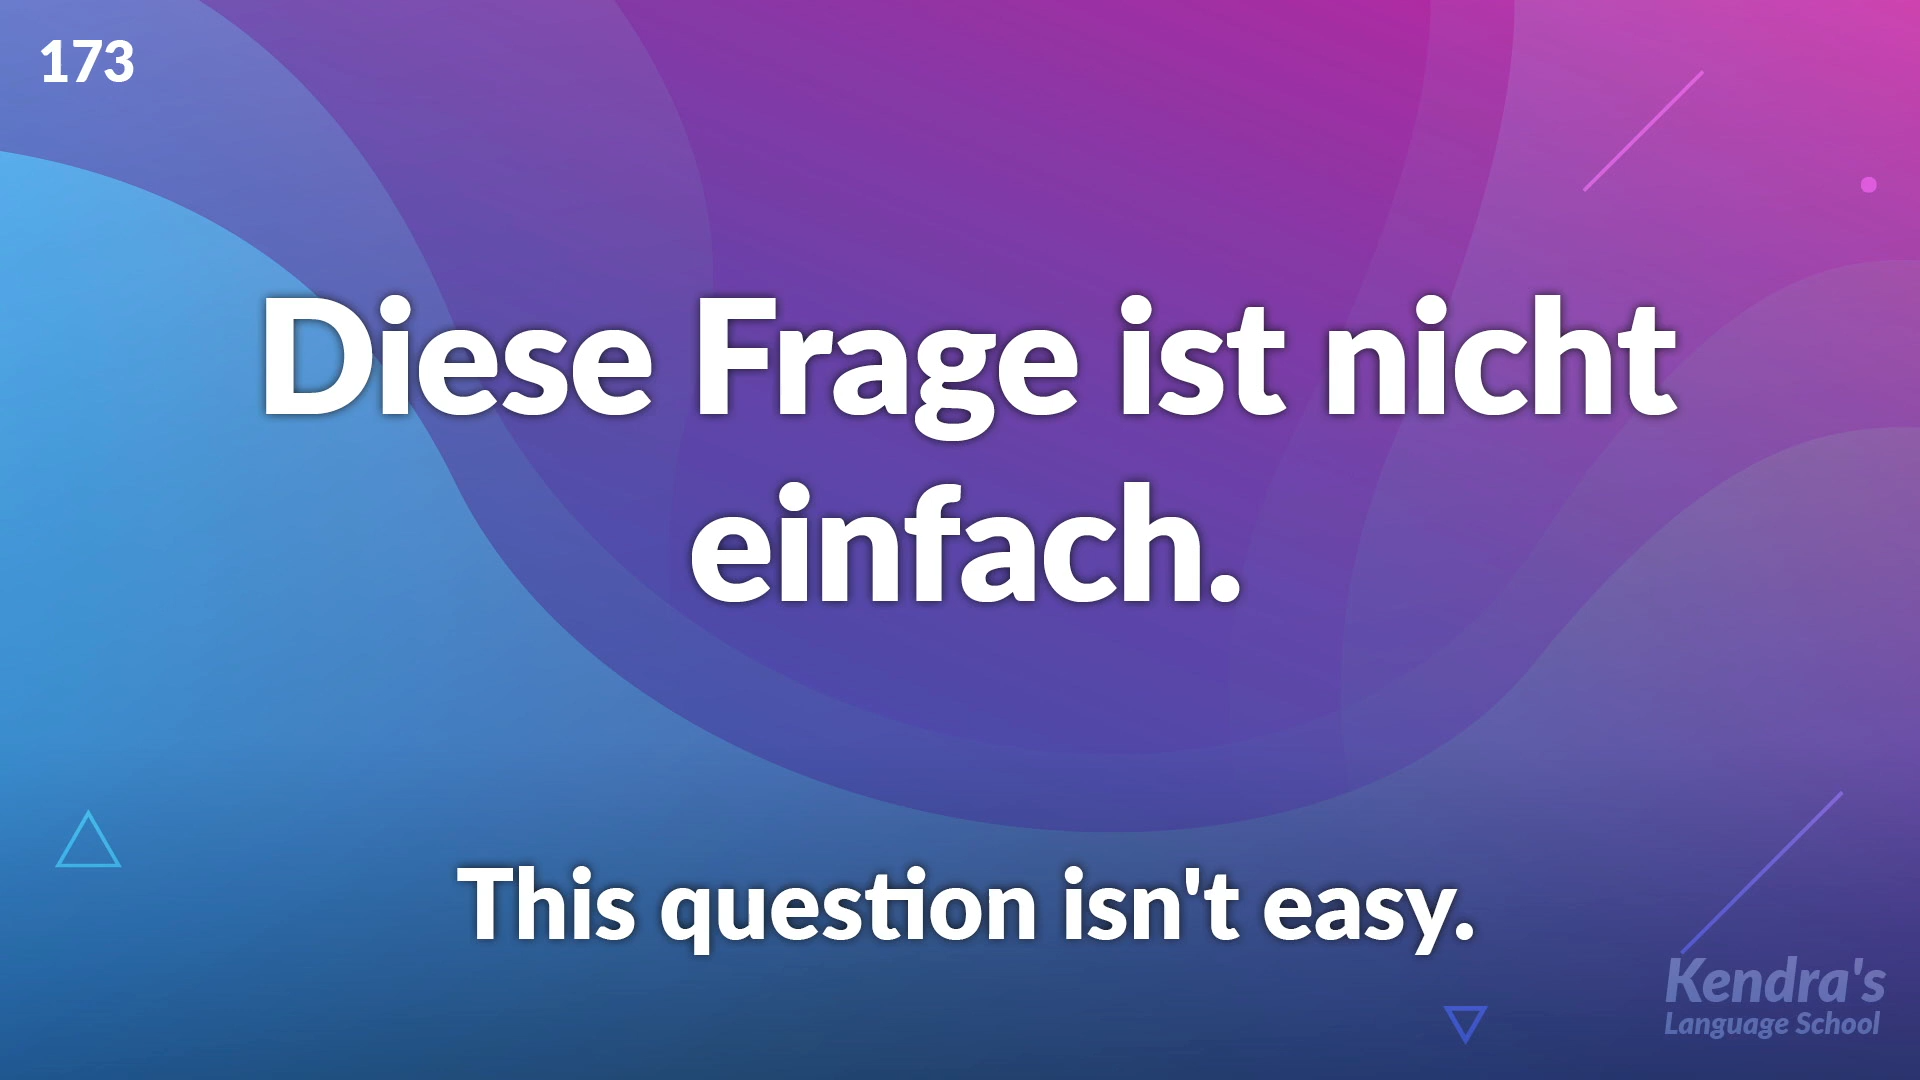 173
Diese Frage ist nicht
einfach.
This question isn't easy.
Kendra's
Language School